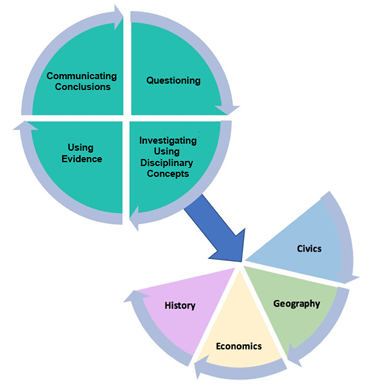 Communicating
Conclusions
Questioning
Using
Evidence
Investigating
Using
Disciplinary
Concepts
Civics
Geography
Economics
History